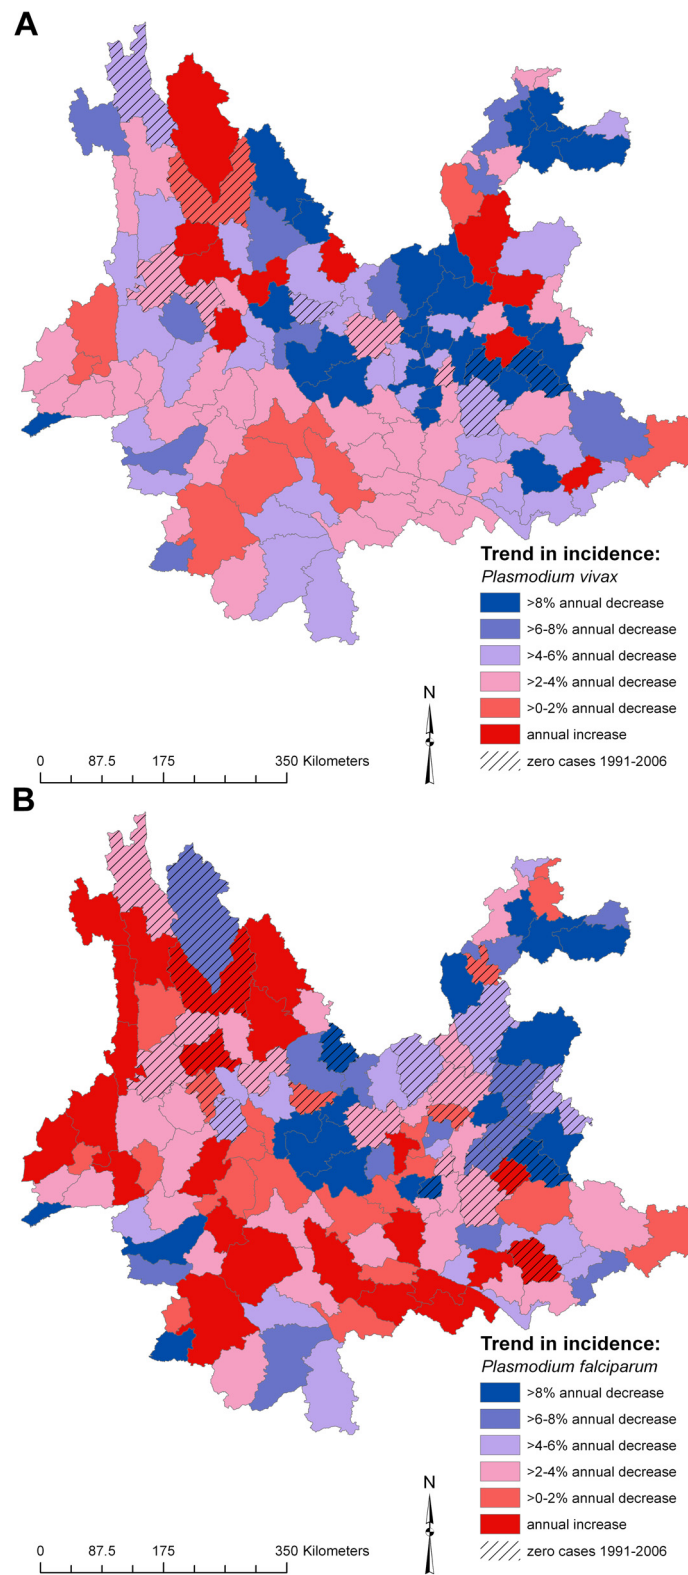 A
Trend in incidence:
Plasmodium vivax
>8% annual decrease
>6-8% annual decrease
>4-6% annual decrease
>2-4% annual decrease
>0-2% annual decrease
annual increase
zero cases 1991-2006
N
0 87.5 175 350 Kilometers
B
Trend in incidence:
Plasmodium falciparum
>8% annual decrease
>6-8% annual decrease
>4-6% annual decrease
>2-4% annual decrease
>0-2% annual decrease
annual increase
zero cases 1991-2006
N
0 87.5 175 350 Kilometers